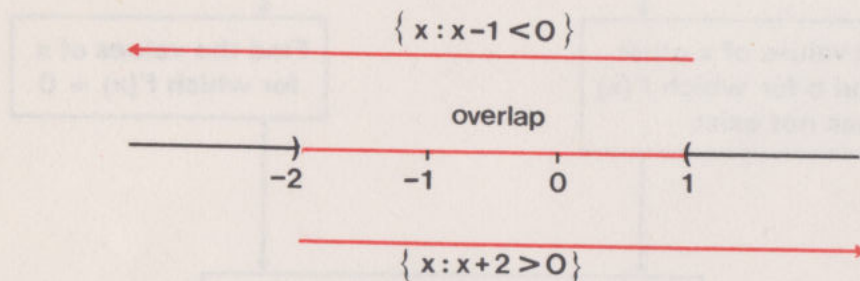 { x : x-1 <0 }
overlap
-2 -1 0 1
{ x : x+2 >0 }